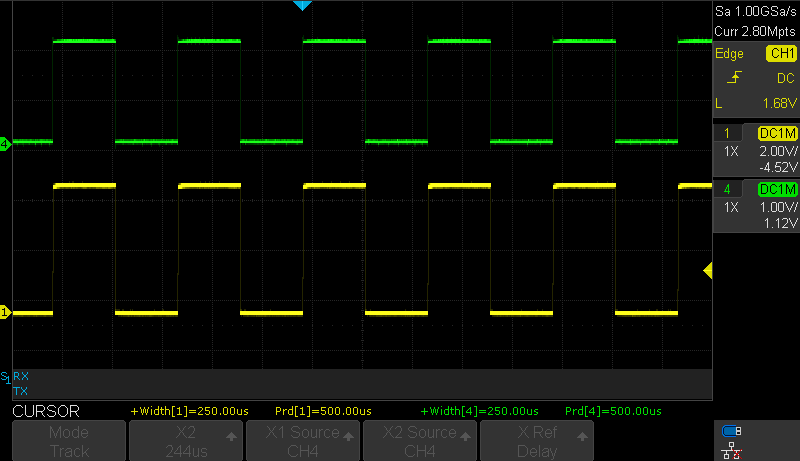 Sa 1.00GSa/s
Curr 2.80Mpts
Edge CH1
DC
L 1.68V
1 DC1M
1X 2.00V/
-4.52V
4 DC1M
1X 1.00V/
1.12V
4
1
S1 RX
TX
CURSOR +Width[1]=250.00us Prd[1]=500.00us +Width[4]=250.00us Prd[4]=500.00us
Mode X2 X1 Source X2 Source X Ref
Track 244us CH4 CH4 Delay